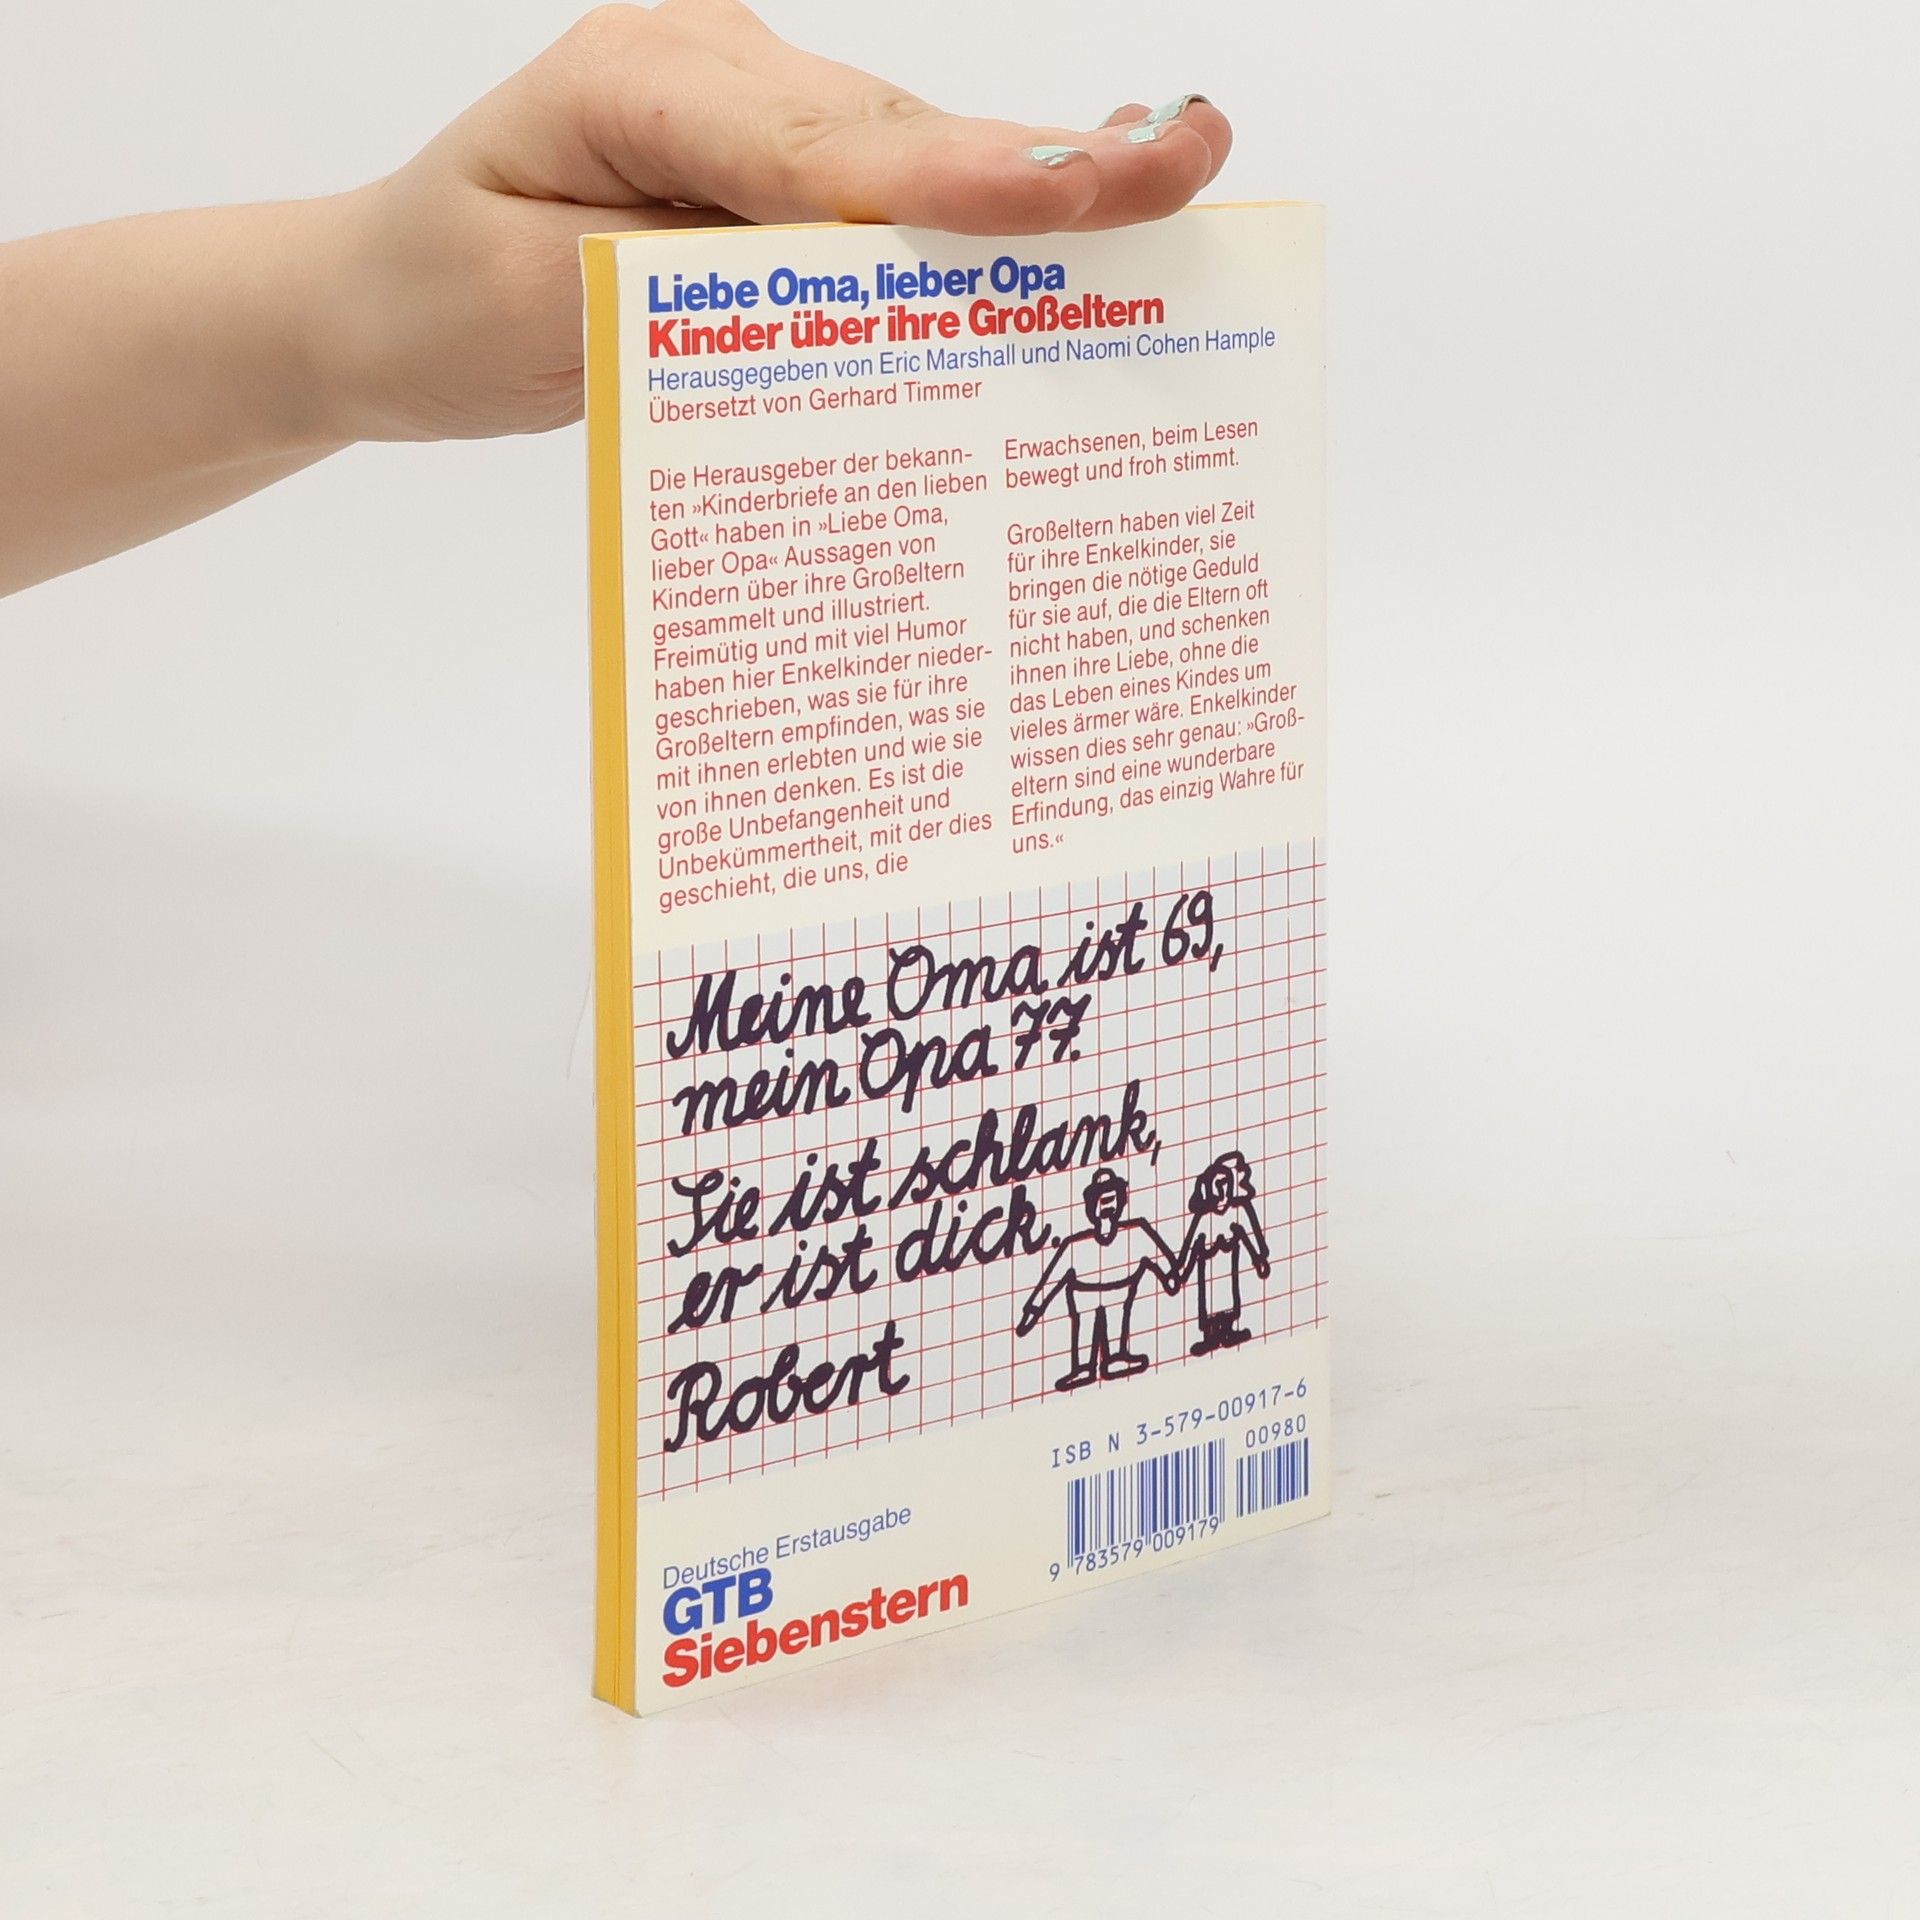 Liebe Oma, lieber Opa
Kinder über ihre Großeltern
Herausgegeben von Eric Marshall und Naomi Cohen Hample
Übersetzt von Gerhard Timmer
Die Herausgeber der bekann-
ten »Kinderbriefe an den lieben
Gott« haben in »Liebe Oma,
lieber Opa« Aussagen von
Kindern über ihre Großeltern
gesammelt und illustriert.
Freimütig und mit viel Humor
haben hier Enkelkinder nieder-
geschrieben, was sie für ihre
Großeltern empfinden, was sie
mit ihnen erlebten und wie sie
von ihnen denken. Es ist die
große Unbefangenheit und
Unbekümmertheit, mit der dies
geschieht, die uns, die
Erwachsenen, beim Lesen
bewegt und froh stimmt.
Großeltern haben viel Zeit
für ihre Enkelkinder, sie
bringen die nötige Geduld
für sie auf, die die Eltern oft
nicht haben, und schenken
ihnen ihre Liebe, ohne die
das Leben eines Kindes um
vieles ärmer wäre. Enkelkinder
wissen dies sehr genau: »Groß-
eltern sind eine wunderbare
Erfindung, das einzig Wahre für
uns.«
Meine Oma ist 69,
mein Opa 77.
Sie ist schlank,
er ist dick.
Robert
ISBN 3-579-00917-6
00980
9 783579 009179
Deutsche Erstausgabe
GTB
Siebenstern